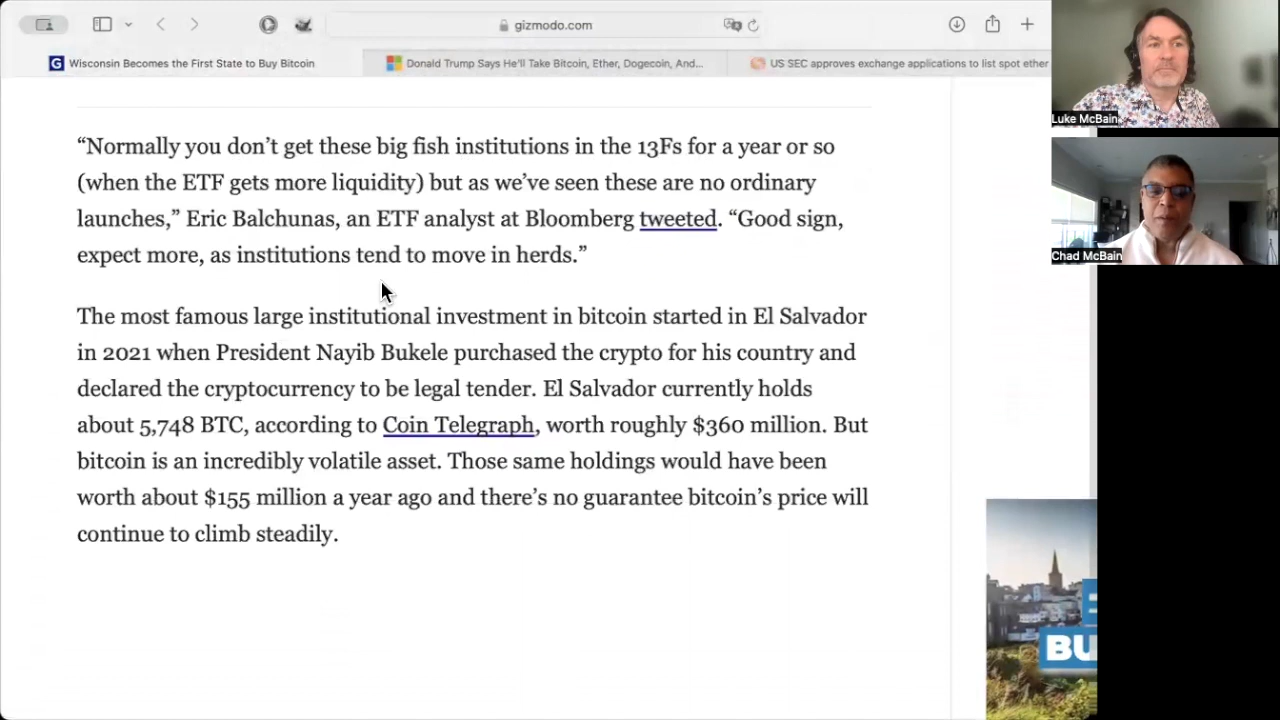 gizmodo.com
Wisconsin Becomes the First State to Buy Bitcoin
Donald Trump Says He'll Take Bitcoin, Ether, Dogecoin, And...
US SEC approves exchange applications to list spot ether
Luke McBain
Chad McBain
“Normally you don’t get these big fish institutions in the 13Fs for a year or so
(when the ETF gets more liquidity) but as we’ve seen these are no ordinary
launches,” Eric Balchunas, an ETF analyst at Bloomberg tweeted. “Good sign,
expect more, as institutions tend to move in herds.”
The most famous large institutional investment in bitcoin started in El Salvador
in 2021 when President Nayib Bukele purchased the crypto for his country and
declared the cryptocurrency to be legal tender. El Salvador currently holds
about 5,748 BTC, according to Coin Telegraph, worth roughly $360 million. But
bitcoin is an incredibly volatile asset. Those same holdings would have been
worth about $155 million a year ago and there’s no guarantee bitcoin’s price will
continue to climb steadily.
BU